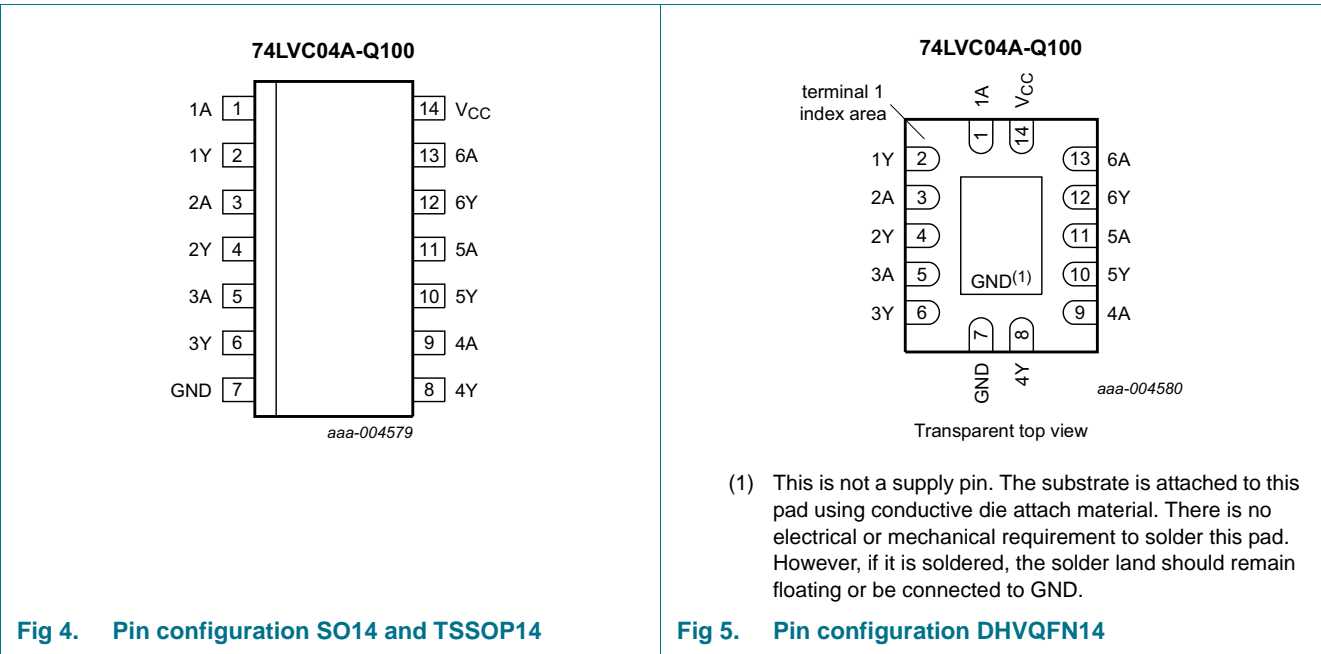 74LVC04A-Q100
1A 1
14 VCC
1Y 2
13 6A
2A 3
12 6Y
2Y 4
11 5A
3A 5
10 5Y
3Y 6
9 4A
GND 7
8 4Y
aaa-004579
Fig 4. Pin configuration SO14 and TSSOP14
74LVC04A-Q100
terminal 1
index area
1A
VCC
1
14
1Y 2
13 6A
2A 3
12 6Y
2Y 4
11 5A
3A 5
10 5Y
GND(1)
3Y 6
9 4A
7
8
GND
4Y
aaa-004580
Transparent top view
(1) This is not a supply pin. The substrate is attached to this
pad using conductive die attach material. There is no
electrical or mechanical requirement to solder this pad.
However, if it is soldered, the solder land should remain
floating or be connected to GND.
Fig 5. Pin configuration DHVQFN14